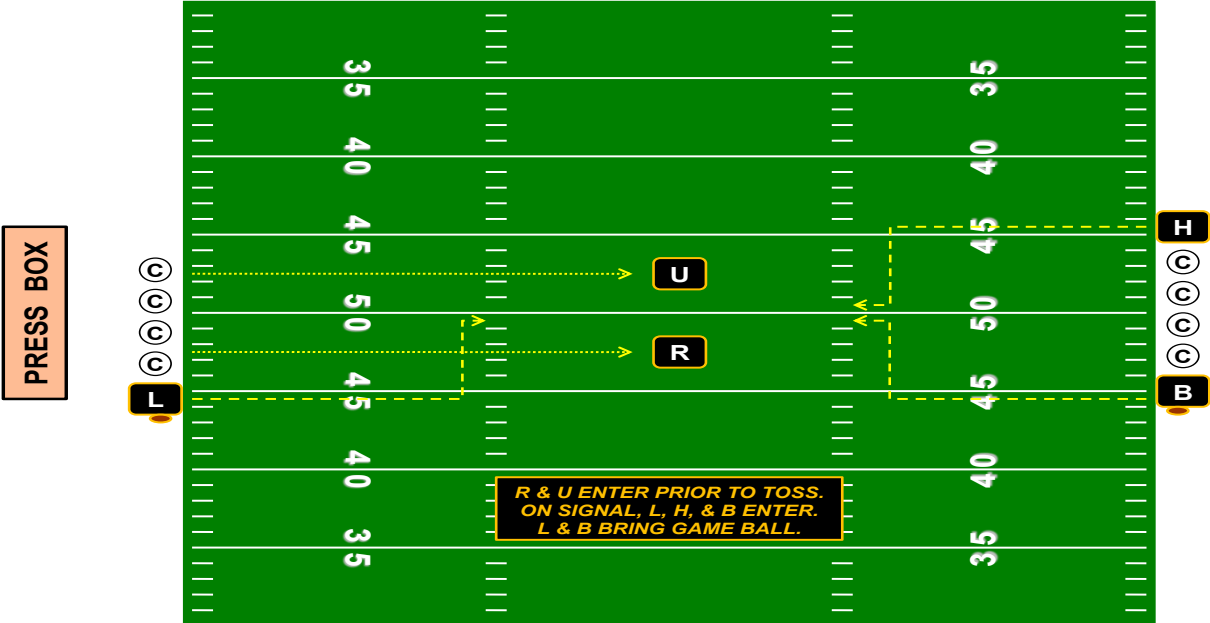 35 35
40 40
45 45
H
PRESS BOX
C U C
C C
50 50
C C
C R C
L 45 45 B
40 40
R & U ENTER PRIOR TO TOSS.
ON SIGNAL, L, H, & B ENTER.
L & B BRING GAME BALL.
35 35